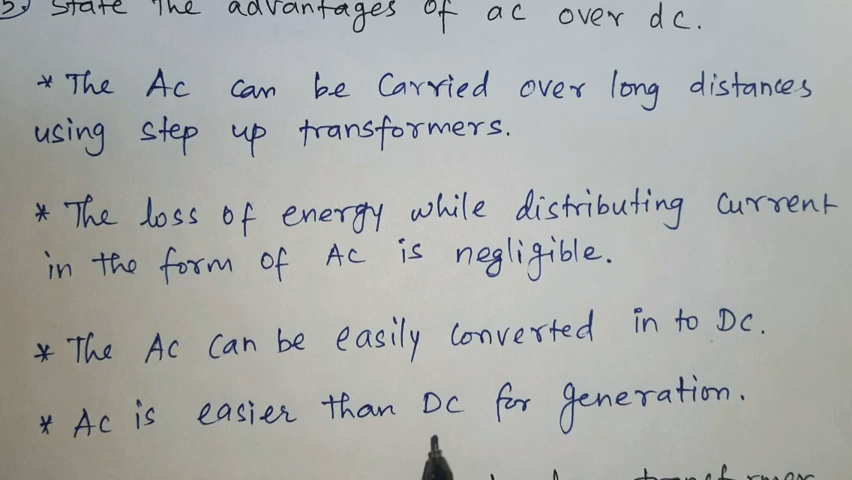 State the advantages of ac over dc.
* The AC can be Carried over long distances
using step up transformers.
* The loss of energy while distributing Current
in the form of AC is negligible.
* The AC Can be easily Converted in to DC.
* AC is easier than DC for generation.